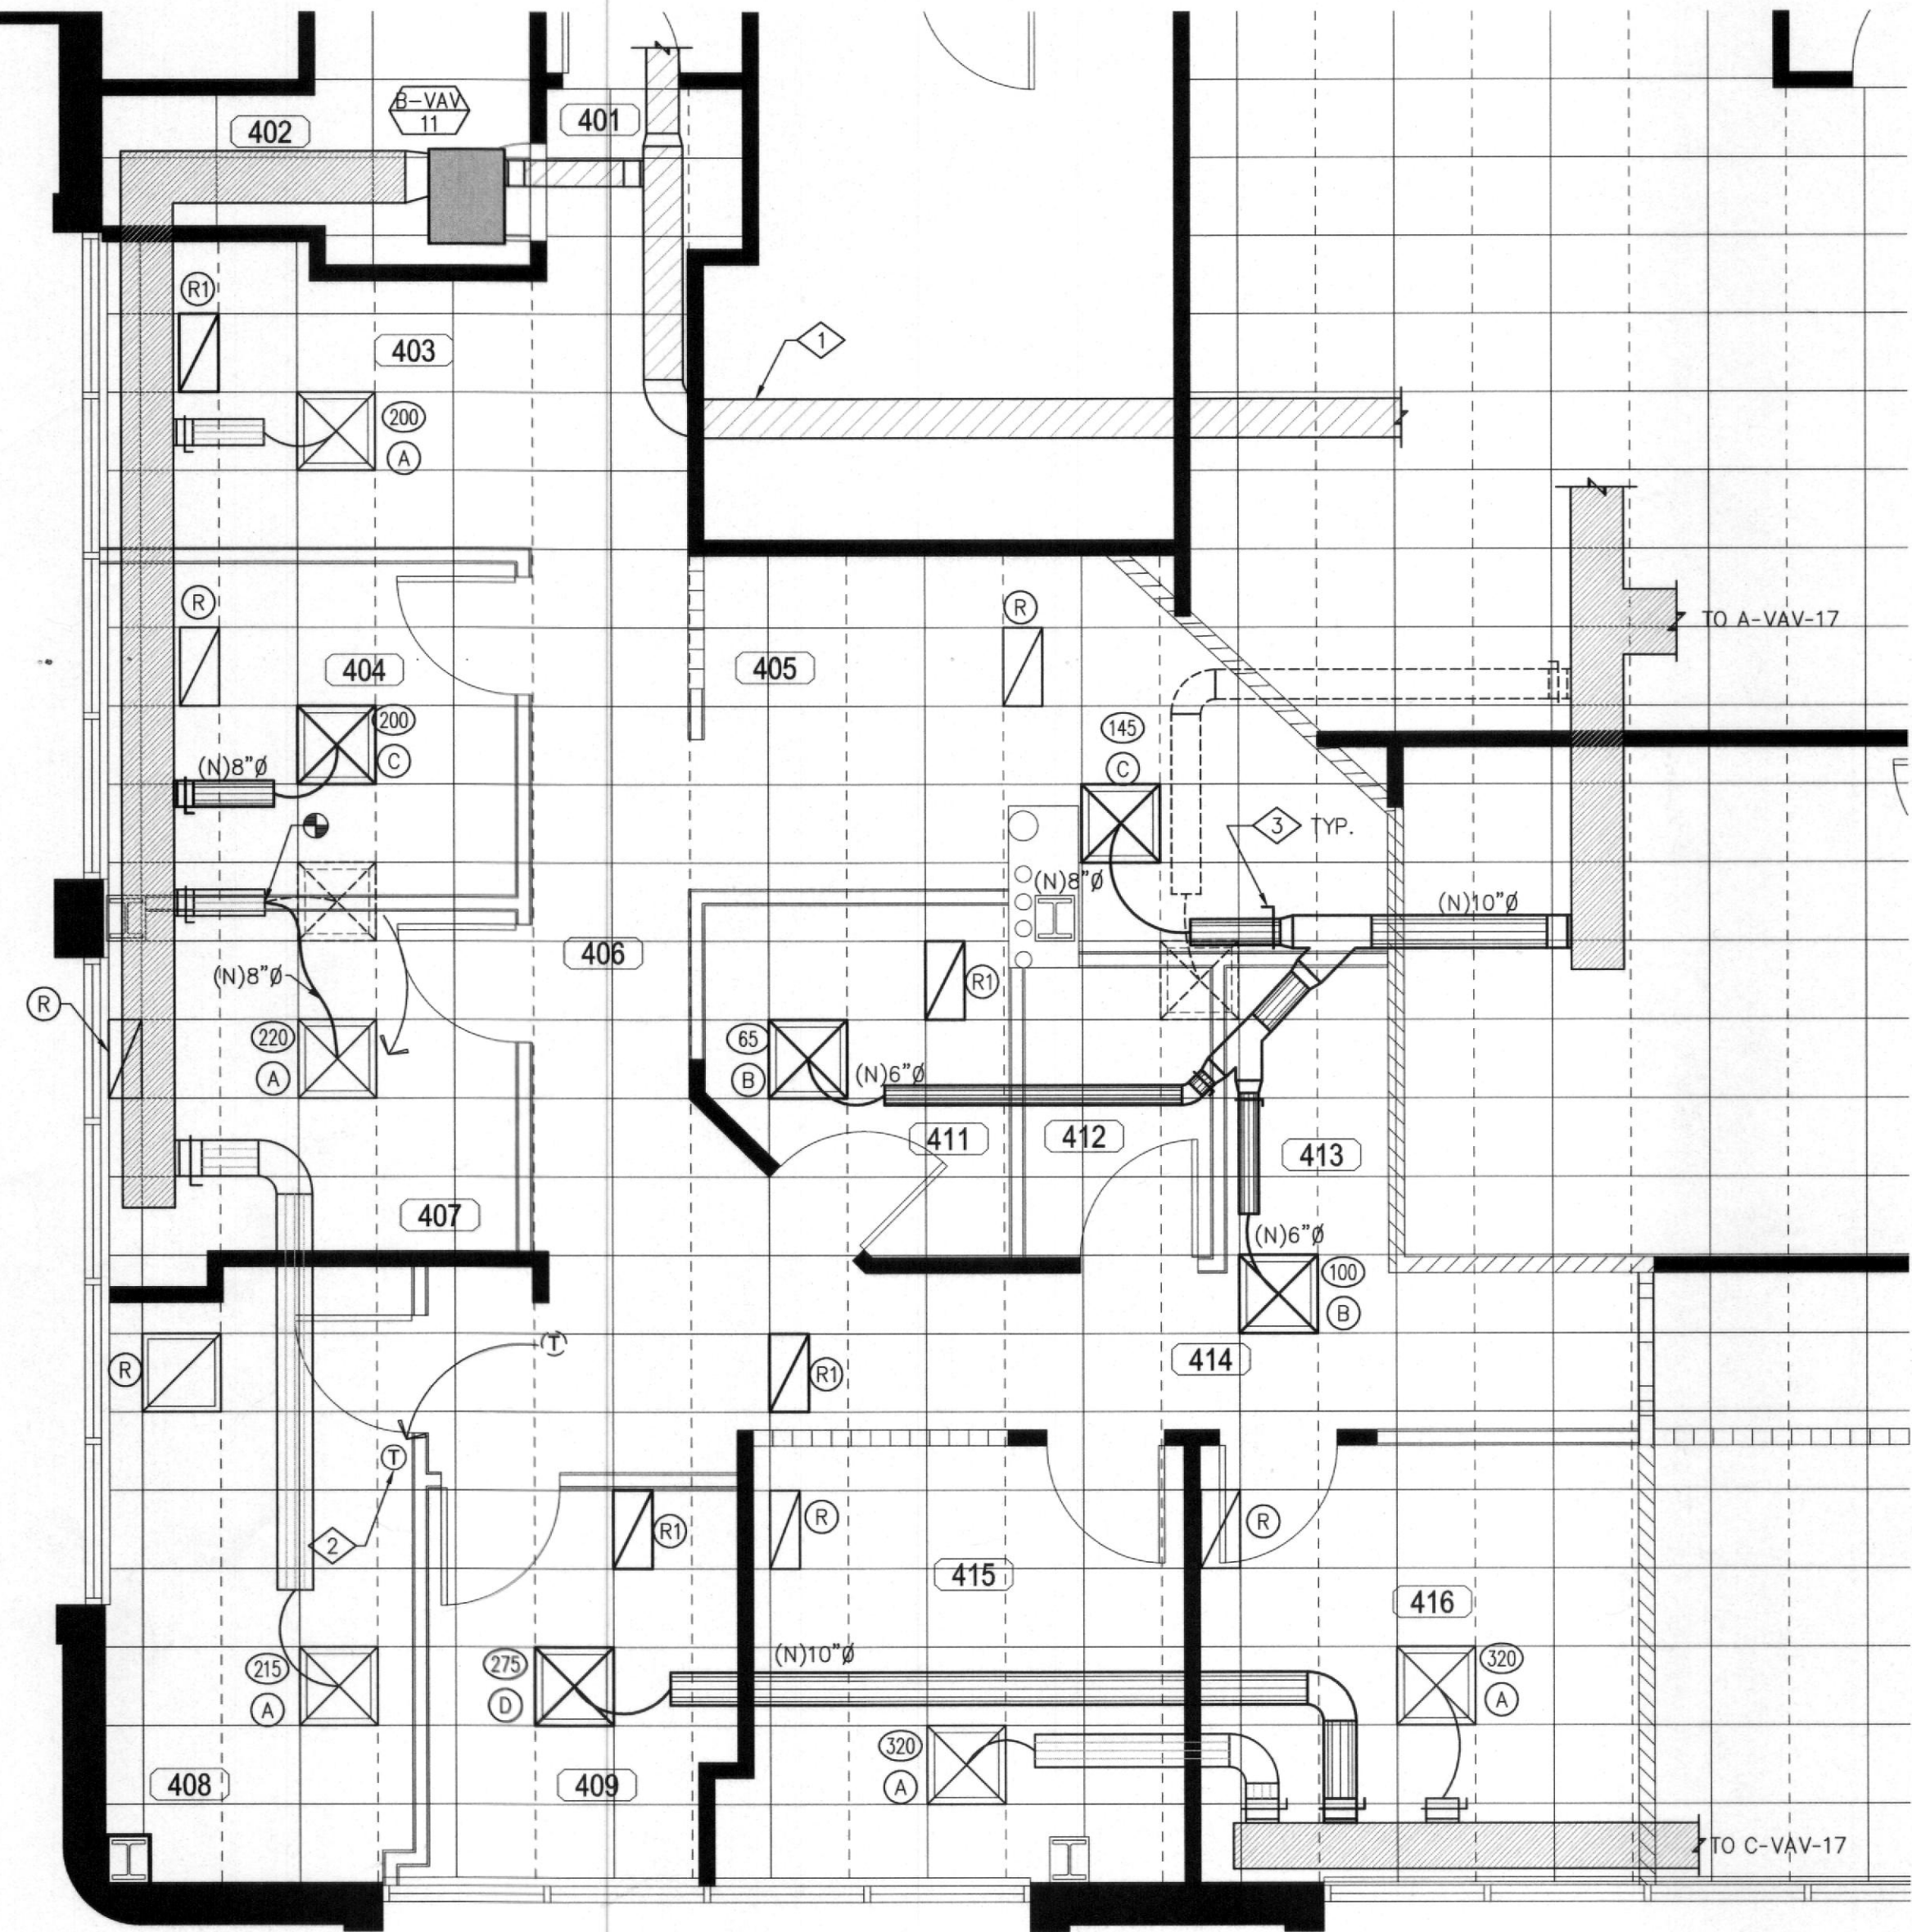 B-VAV
11
402
401
R1
403
1
200
A
R
404
405
R
TO A-VAV-17
200
C
(N)8"Ø
145
C
3 TYP.
(N)8"Ø
(N)10"Ø
406
(N)8"Ø
R1
R
220
A
65
B
(N)6"Ø
411
412
413
407
(N)6"Ø
100
B
T
R
R1
414
T
2
R1
R
R
415
416
(N)10"Ø
215
A
275
D
320
A
320
A
408
409
TO C-VAV-17